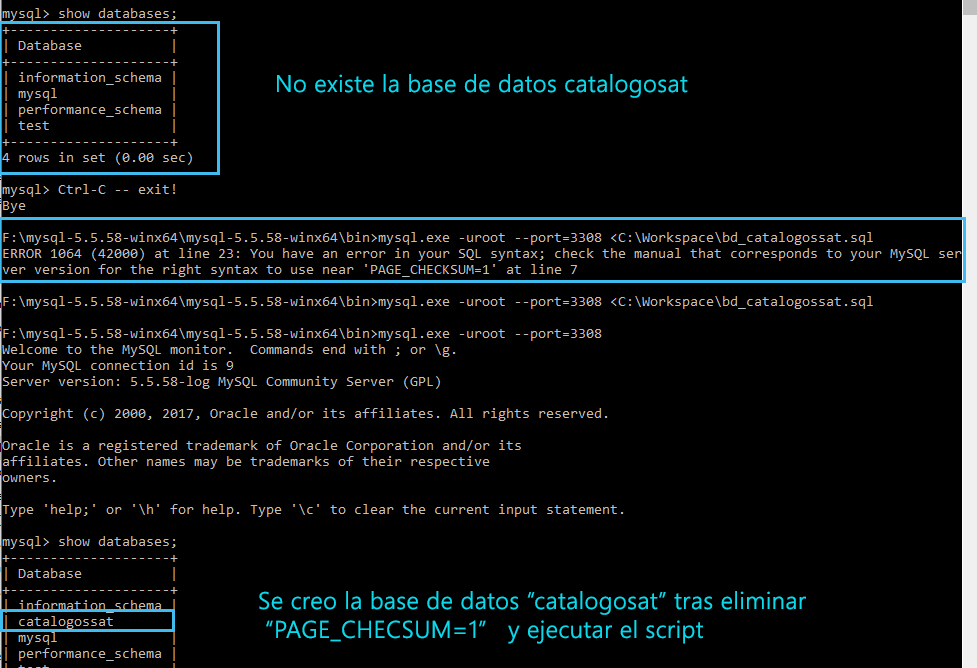 mysql> show databases;
+--------------------+
| Database           |
+--------------------+
| information_schema |
| mysql              |
| performance_schema |
| test               |
+--------------------+
4 rows in set (0.00 sec)
No existe la base de datos catalogosat
mysql> Ctrl-C -- exit!
Bye
F:\mysql-5.5.58-winx64\mysql-5.5.58-winx64\bin>mysql.exe -uroot --port=3308 <C:\Workspace\bd_catalogossat.sql
ERROR 1064 (42000) at line 23: You have an error in your SQL syntax; check the manual that corresponds to your MySQL ser
ver version for the right syntax to use near 'PAGE_CHECKSUM=1' at line 7
F:\mysql-5.5.58-winx64\mysql-5.5.58-winx64\bin>mysql.exe -uroot --port=3308 <C:\Workspace\bd_catalogossat.sql
F:\mysql-5.5.58-winx64\mysql-5.5.58-winx64\bin>mysql.exe -uroot --port=3308
Welcome to the MySQL monitor.  Commands end with ; or \g.
Your MySQL connection id is 9
Server version: 5.5.58-log MySQL Community Server (GPL)
Copyright (c) 2000, 2017, Oracle and/or its affiliates. All rights reserved.
Oracle is a registered trademark of Oracle Corporation and/or its
affiliates. Other names may be trademarks of their respective
owners.
Type 'help;' or '\h' for help. Type '\c' to clear the current input statement.
mysql> show databases;
+--------------------+
| Database           |
+--------------------+
| information_schema |
| catalogossat
| mysql              |
| performance_schema |
| test
Se creo la base de datos “catalogosat” tras eliminar
“PAGE_CHECSUM=1”   y ejecutar el script